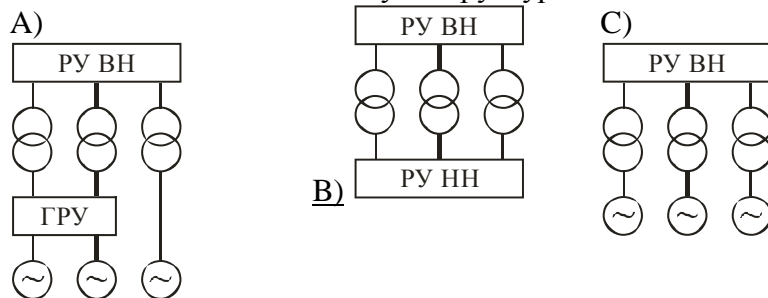 A)
РУ ВН
ГРУ
~ ~ ~
РУ ВН
B)
РУ НН
C)
РУ ВН
~ ~ ~